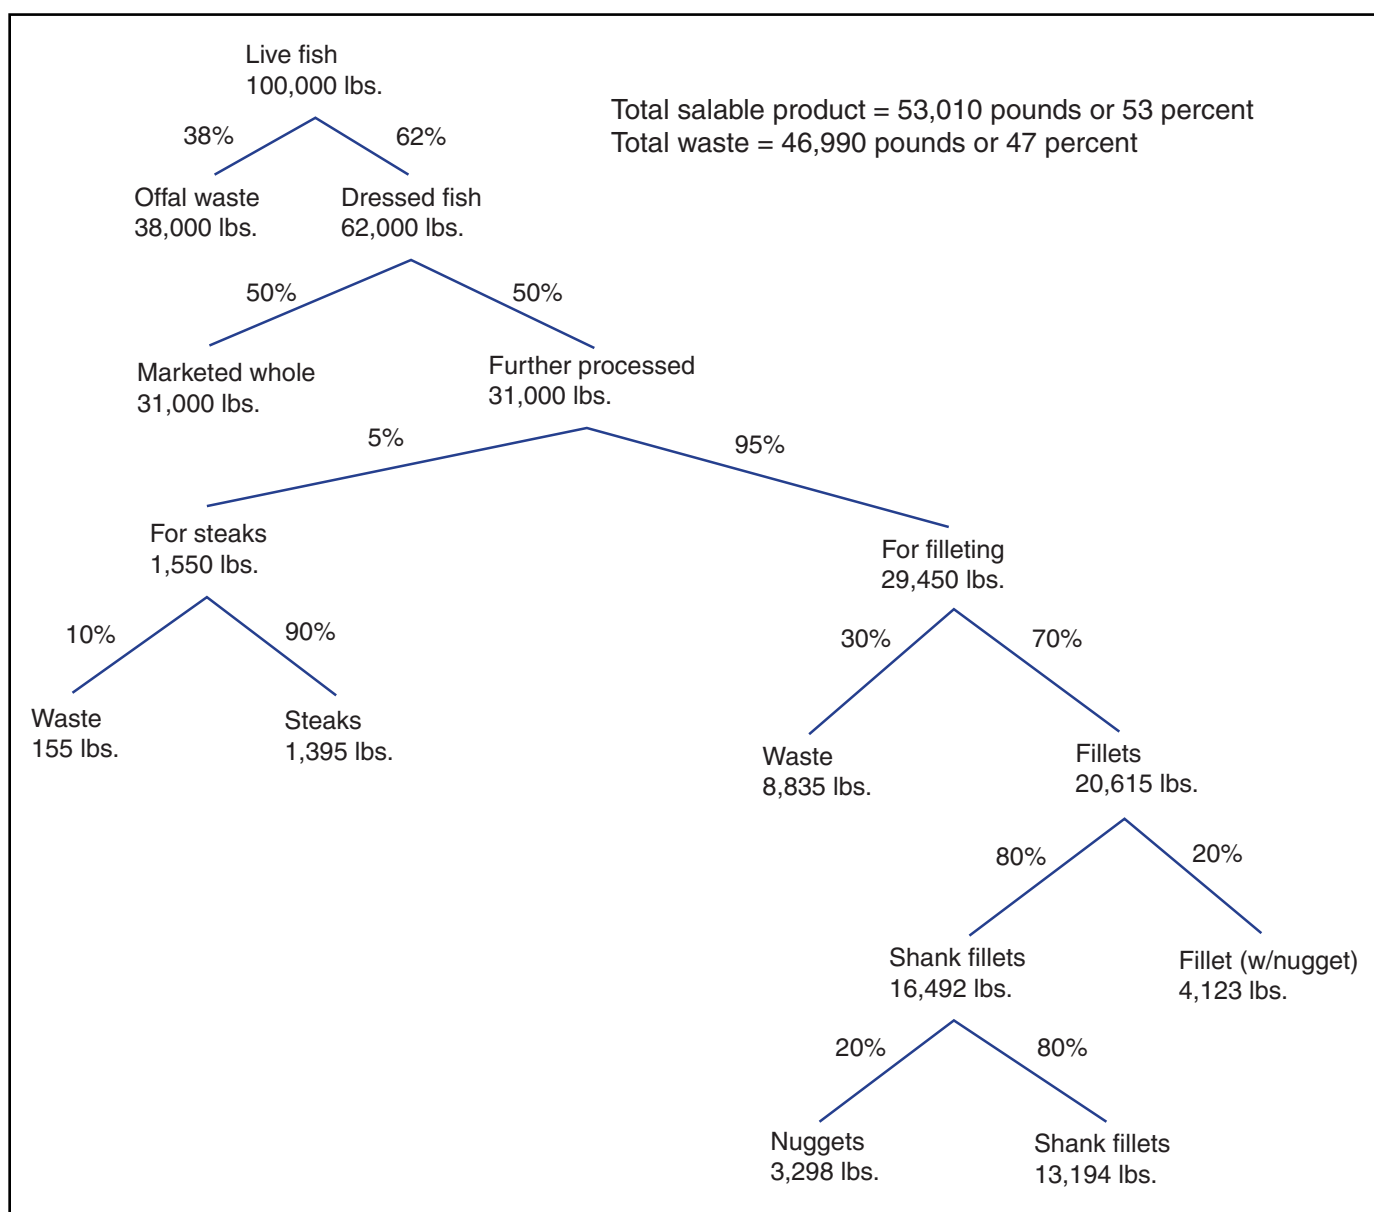 Live fish
100,000 lbs.
Total salable product = 53,010 pounds or 53 percent
Total waste = 46,990 pounds or 47 percent
38%
62%
Offal waste
38,000 lbs.
Dressed fish
62,000 lbs.
50%
50%
Marketed whole
31,000 lbs.
Further processed
31,000 lbs.
5%
95%
For steaks
1,550 lbs.
For filleting
29,450 lbs.
10%
90%
30%
70%
Waste
155 lbs.
Steaks
1,395 lbs.
Waste
8,835 lbs.
Fillets
20,615 lbs.
80%
20%
Shank fillets
16,492 lbs.
Fillet (w/nugget)
4,123 lbs.
20%
80%
Nuggets
3,298 lbs.
Shank fillets
13,194 lbs.